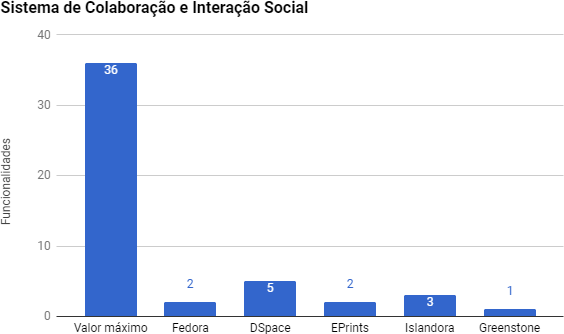 Sistema de Colaboração e Interação Social
Funcionalidades
40
30
20
10
0
36
2
5
2
3
1
Valor máximo
Fedora
DSpace
EPrints
Islandora
Greenstone